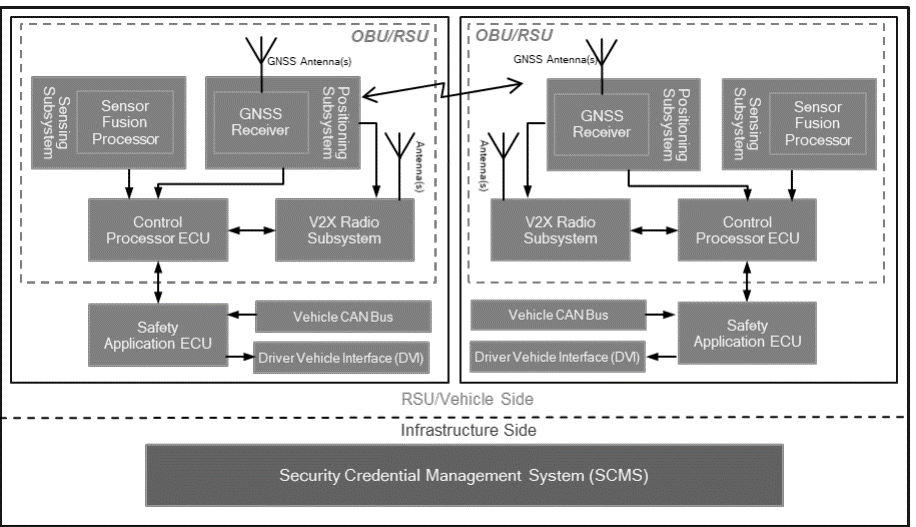 OBU/RSU
GNSS Antenna(s)
Sensing
Subsystem
Sensor
Fusion
Processor
GNSS
Receiver
Positioning
Subsystem
Antenna(s)
Control
Processor ECU
V2X Radio
Subsystem
Safety
Application ECU
Vehicle CAN Bus
Driver Vehicle Interface (DVI)
OBU/RSU
GNSS Antenna(s)
GNSS
Receiver
Positioning
Subsystem
Sensing
Subsystem
Sensor
Fusion
Processor
Antenna(s)
V2X Radio
Subsystem
Control
Processor ECU
Vehicle CAN Bus
Driver Vehicle Interface (DVI)
Safety
Application ECU
RSU/Vehicle Side
Infrastructure Side
Security Credential Management System (SCMS)